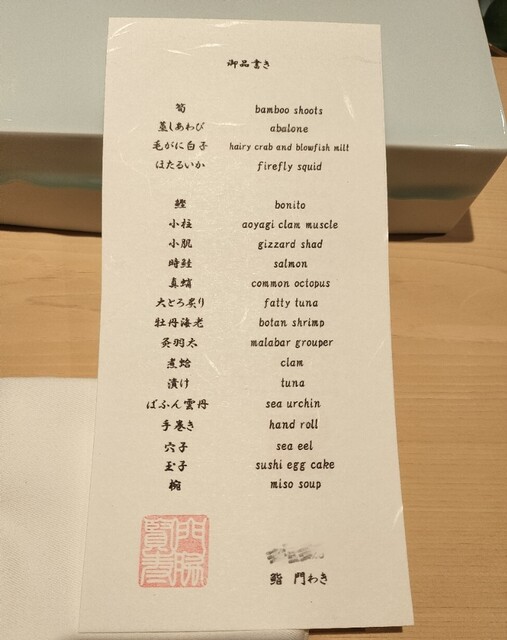 御品書き
筍 bamboo shoots
蒸しあわび abalone
毛がに白子 hairy crab and blowfish milt
ほたるいか firefly squid
鰹 bonito
小柱 aoyagi clam muscle
小肌 gizzard shad
時鮭 salmon
真蛸 common octopus
大とろ炙り fatty tuna
牡丹海老 botan shrimp
茭羽太 malabar grouper
煮蛤 clam
漬け tuna
ばふん雲丹 sea urchin
手巻き hand roll
穴子 sea eel
玉子 sushi egg cake
椀 miso soup
鮨 門わき